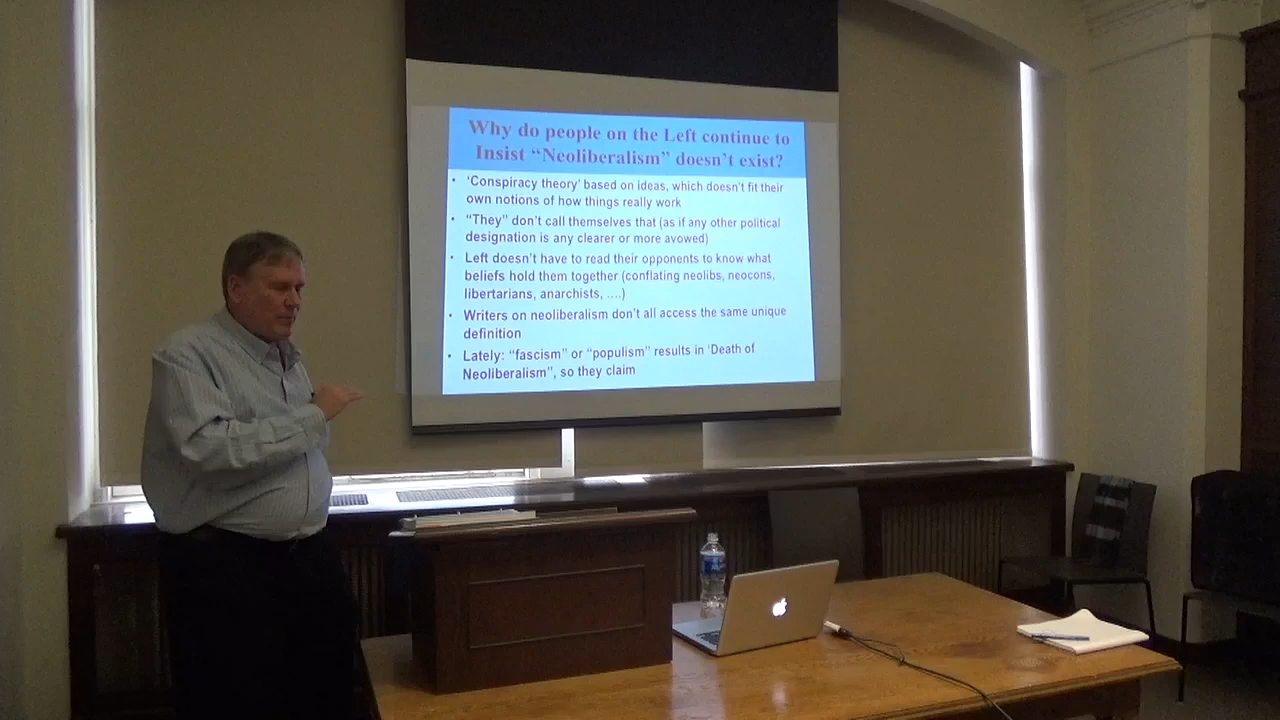 Why do people on the Left continue to
Insist “Neoliberalism” doesn’t exist?
• ‘Conspiracy theory’ based on ideas, which doesn’t fit their
own notions of how things really work
• “They” don’t call themselves that (as if any other political
designation is any clearer or more avowed)
• Left doesn’t have to read their opponents to know what
beliefs hold them together (conflating neolibs, neocons,
libertarians, anarchists, ....)
• Writers on neoliberalism don’t all access the same unique
definition
• Lately: “fascism” or “populism” results in ‘Death of
Neoliberalism”, so they claim